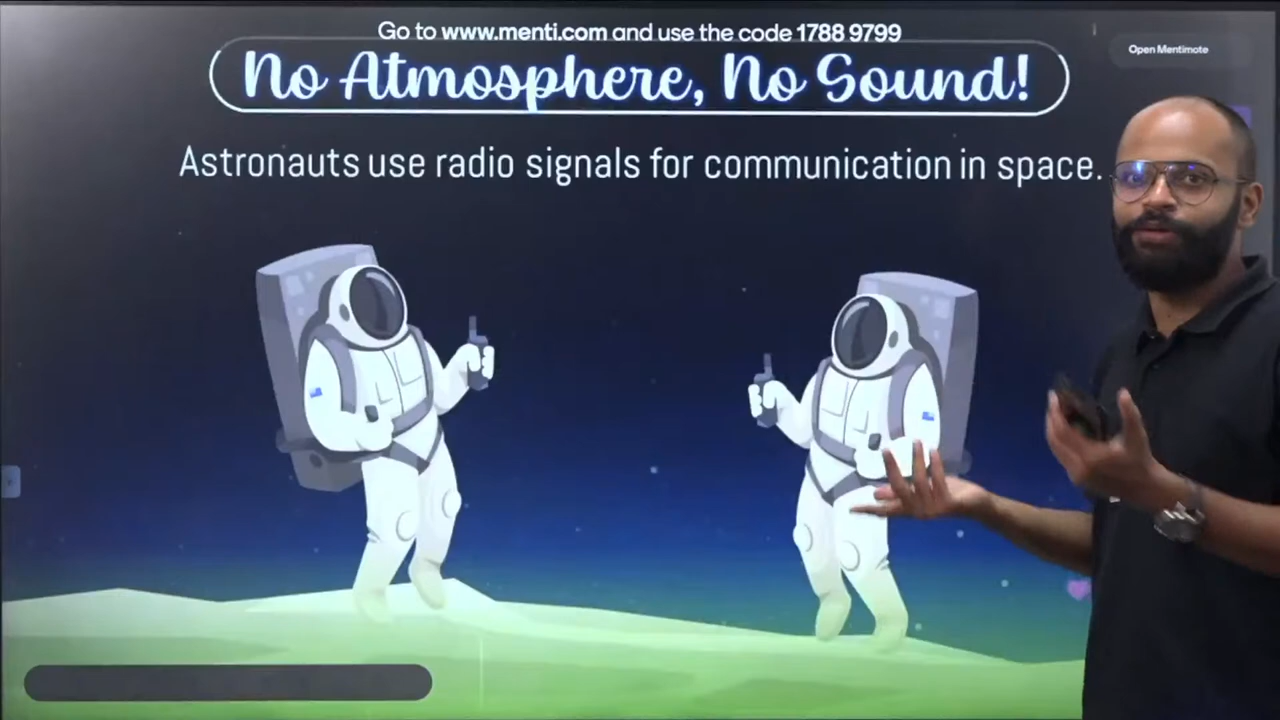 Go to www.menti.com and use the code 1788 9799
Open Mentimote
No Atmosphere, No Sound!
Astronauts use radio signals for communication in space.